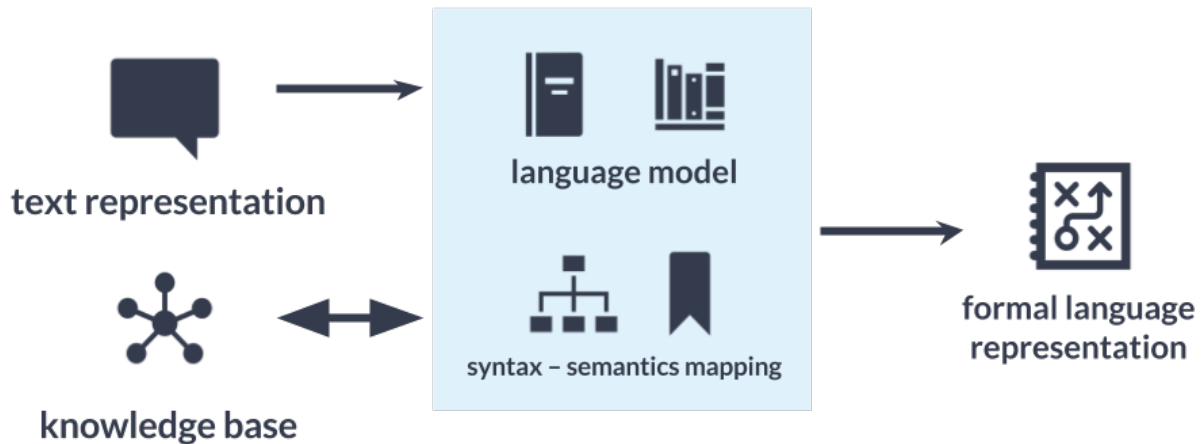 text representation
knowledge base
language model
syntax – semantics mapping
formal language
representation